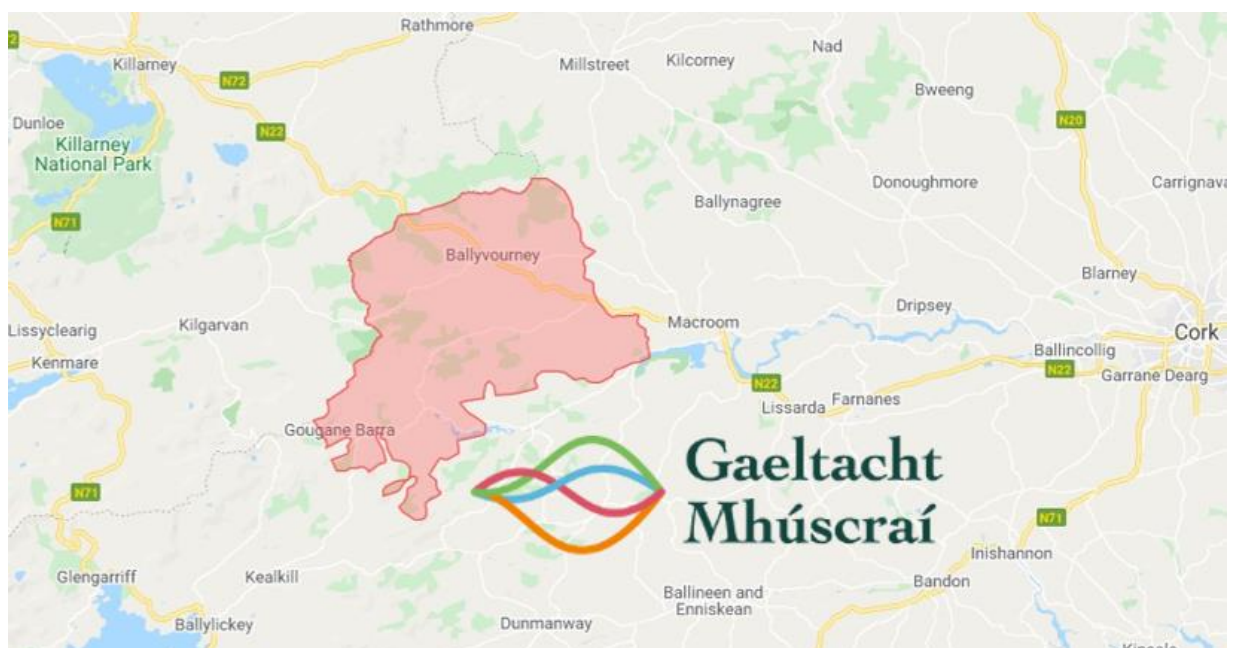 Rathmore
Killarney
N72
Millstreet
Kilcorney
Nad
Bweeng
Dunloe
Killarney
National Park
N22
N20
Donoughmore
Ballynagree
N71
Ballyvourney
Blarney
Dripsey
Lissyclearig
Kilgarvan
Macroom
Cork
Kenmare
Ballincollig
N22
N22
Garrane Dearg
Farnanes
Lissarda
Gougane Barra
Gaeltacht
Mhúscraí
N71
N71
Inishannon
Glengarriff
Kealkill
Bandon
Ballineen and
Enniskean
Ballylickey
Dunmanway